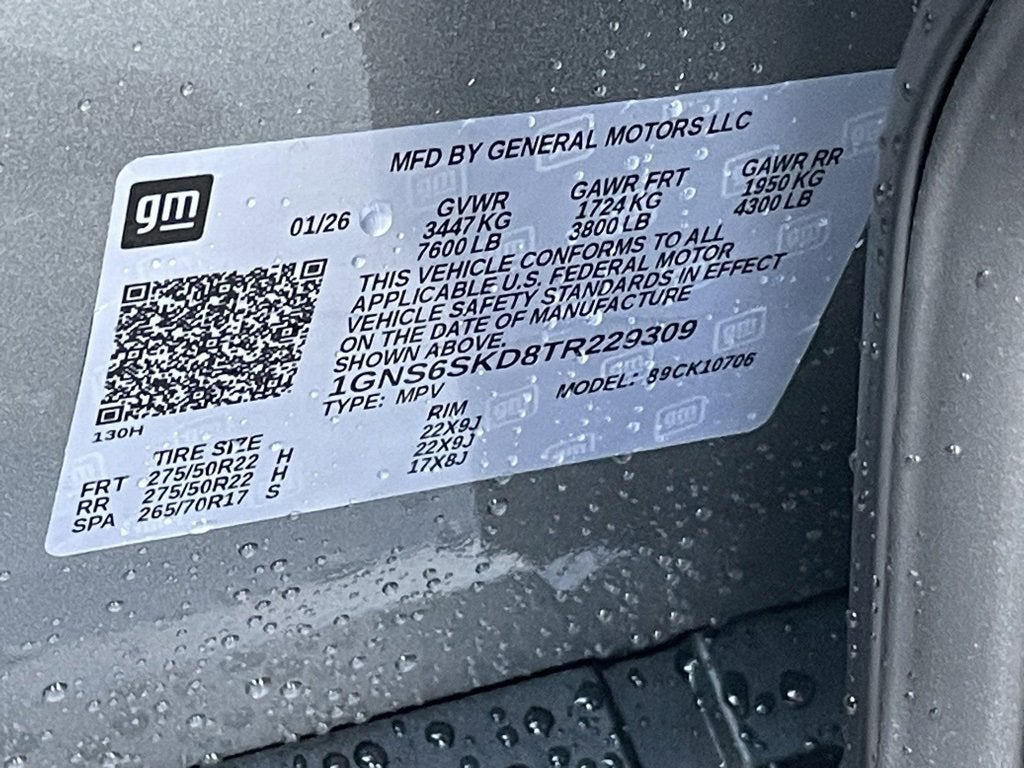 MFD BY GENERAL MOTORS LLC
gm
01/26
GVWR GAWR FRT GAWR RR
3447 KG 1724 KG 1950 KG
7600 LB 3800 LB 4300 LB
THIS VEHICLE CONFORMS TO ALL
APPLICABLE U.S. FEDERAL MOTOR
VEHICLE SAFETY STANDARDS IN EFFECT
ON THE DATE OF MANUFACTURE
SHOWN ABOVE.
1GNS6SKD8TR229309
TYPE: MPV MODEL: 89CK10706
130H
TIRE SIZE RIM
FRT 275/50R22 H 22X9J
RR 275/50R22 H 22X9J
SPA 265/70R17 S 17X8J